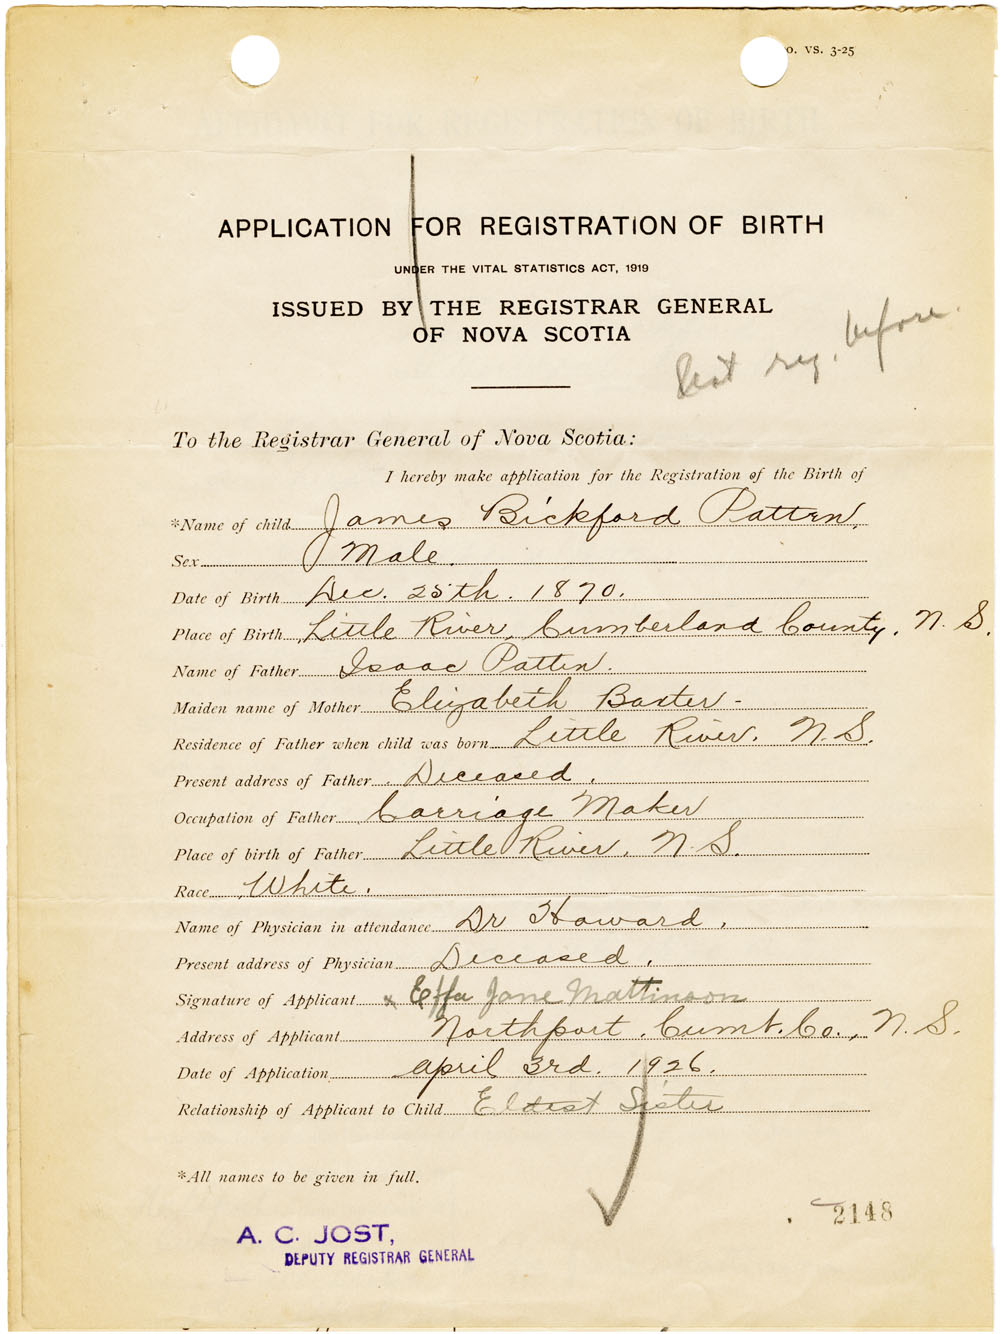 o. VS. 3-25
APPLICATION FOR REGISTRATION OF BIRTH
UNDER THE VITAL STATISTICS ACT, 1919
ISSUED BY THE REGISTRAR GENERAL
OF NOVA SCOTIA
reg. before.
To the Registrar General of Nova Scotia:
I hereby make application for the Registration of the Birth of
*Name of child James Bickford Patten
Sex Male.
Date of Birth Dec. 25th. 1870.
Place of Birth Little River, Cumberland County, N. S.
Name of Father Isaac Patten.
Maiden name of Mother Elizabeth Baxter -
Residence of Father when child was born Little River. N. S.
Present address of Father Deceased.
Occupation of Father Carriage Maker
Place of birth of Father Little River, N. S.
Race White.
Name of Physician in attendance Dr Howard.
Present address of Physician Deceased.
Signature of Applicant x Effa Jane Mattinson
Address of Applicant Northport, Cumb. Co., N. S.
Date of Application April 3rd. 1926.
Relationship of Applicant to Child Eldest Sister
*All names to be given in full.
2148
A. C. JOST,
DEPUTY REGISTRAR GENERAL